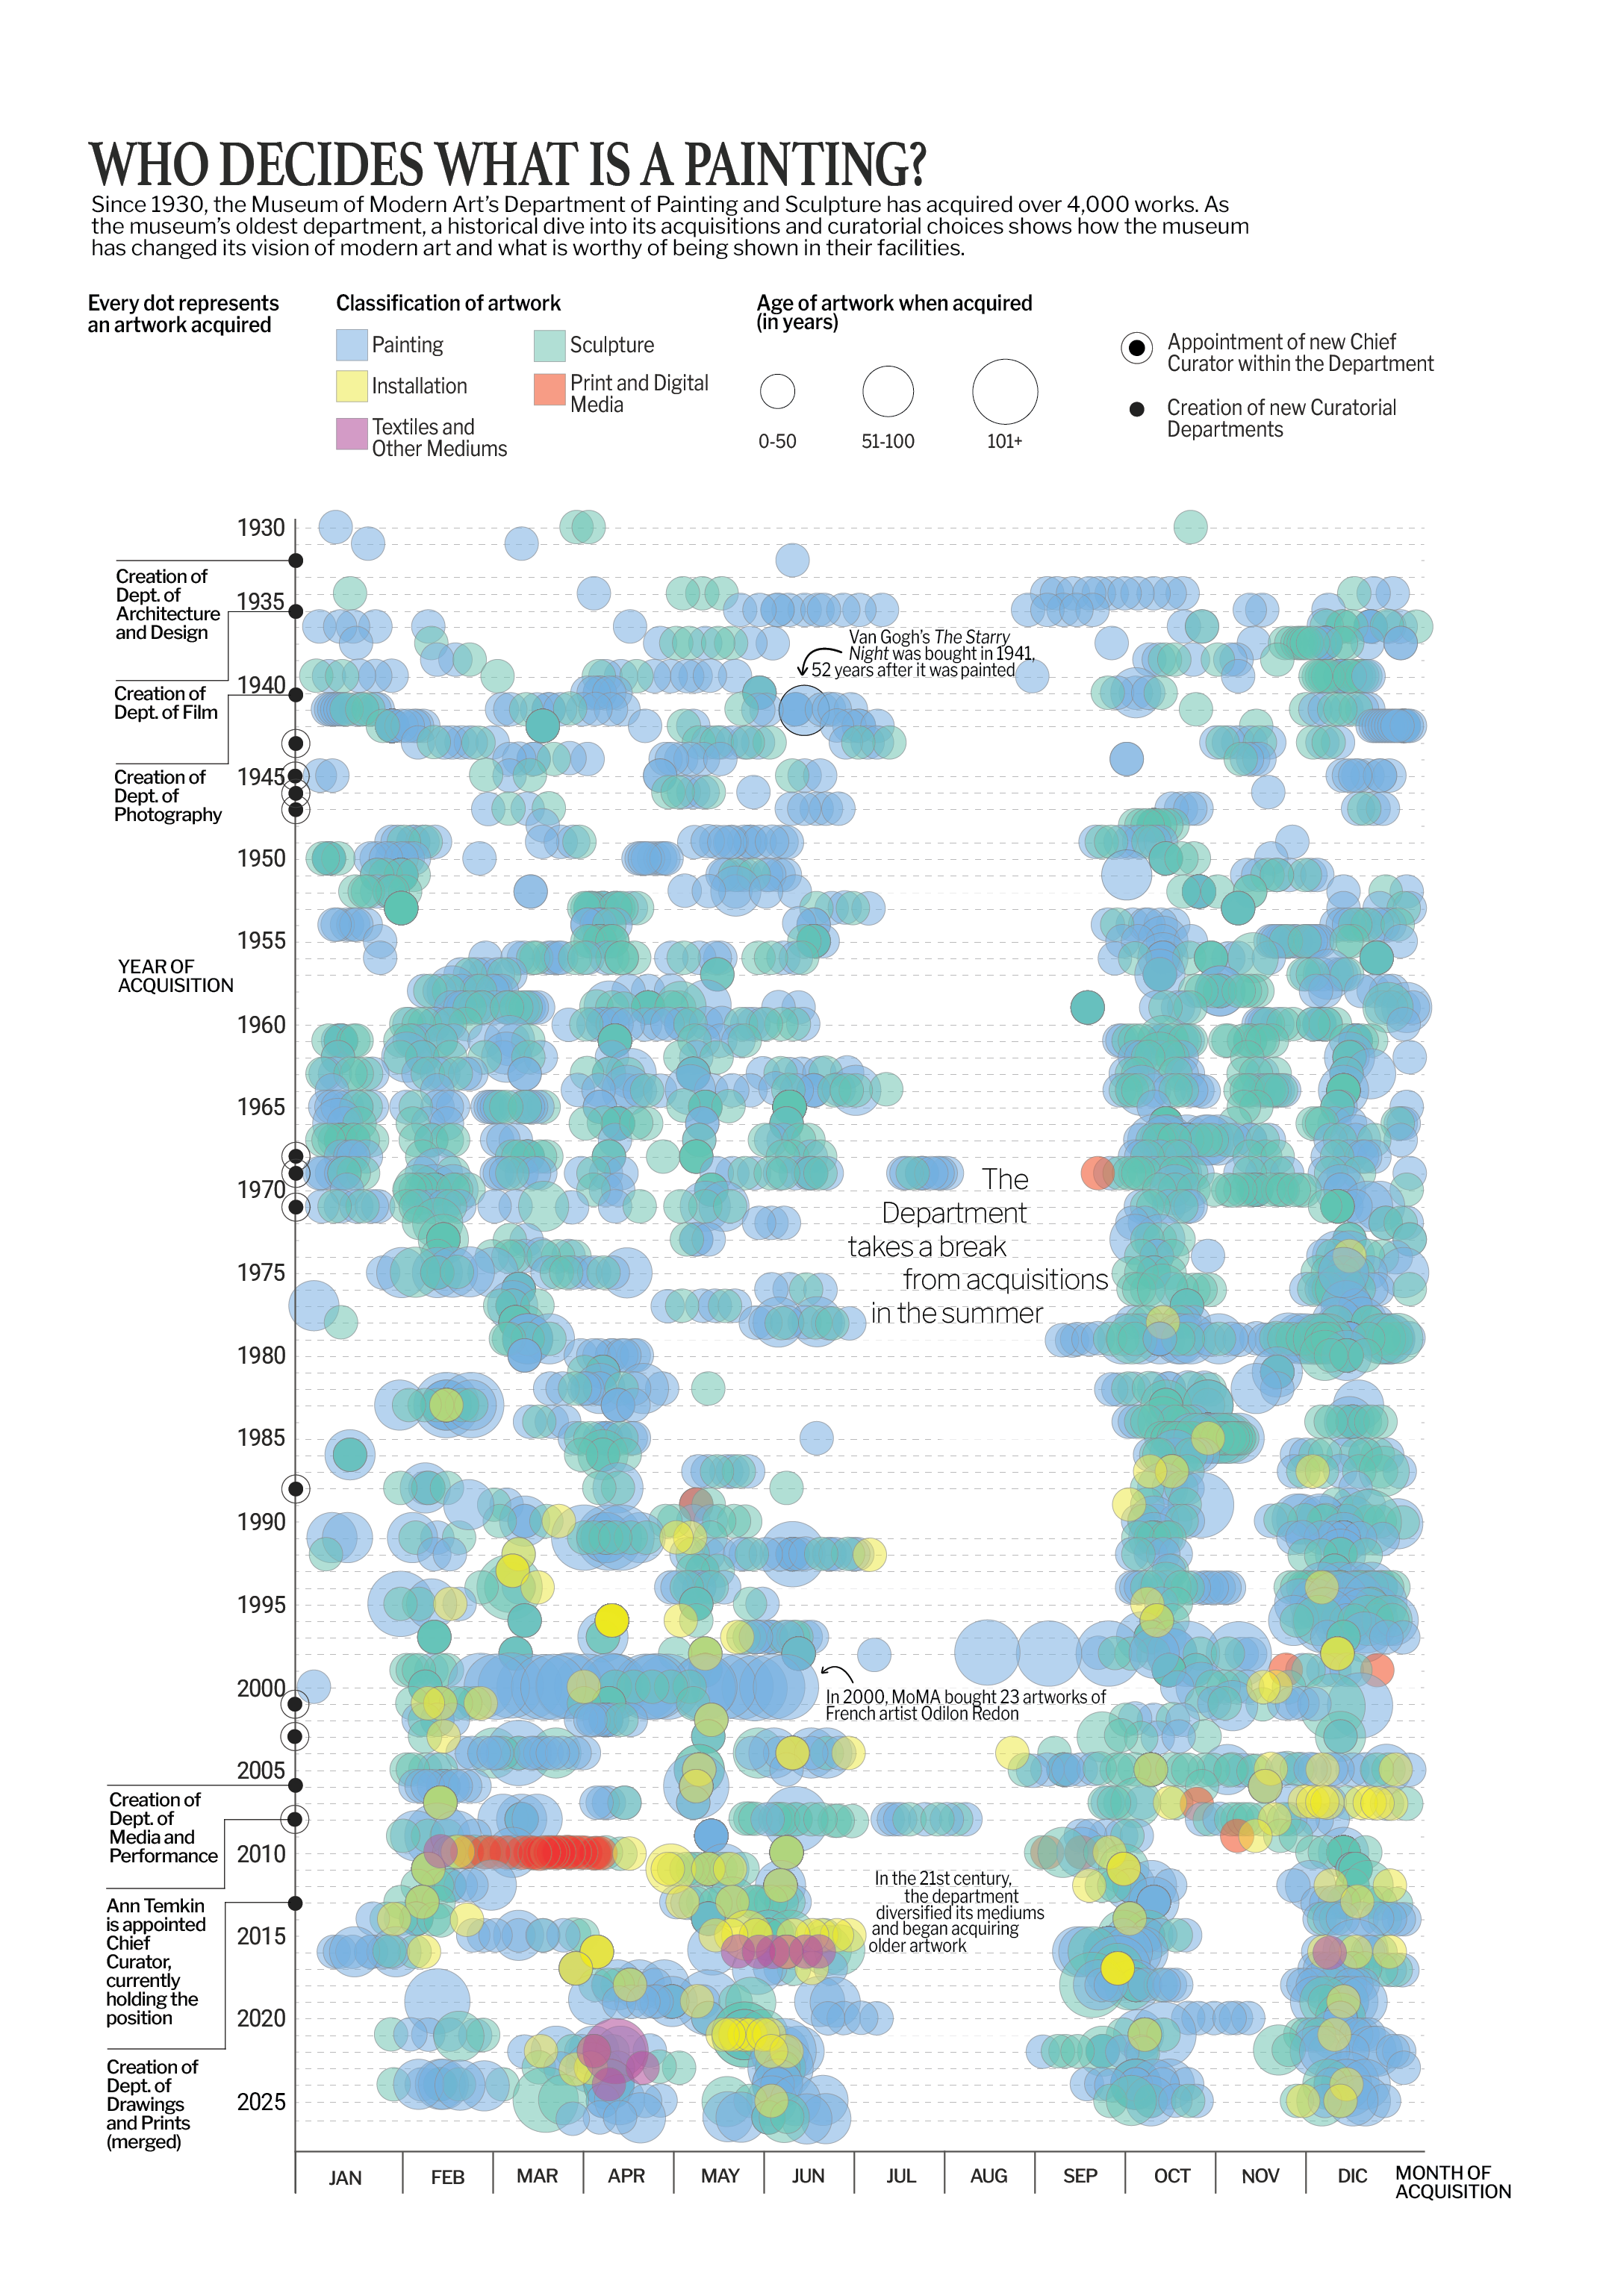 WHO DECIDES WHAT IS A PAINTING?
Since 1930, the Museum of Modern Art's Department of Painting and Sculpture has acquired over 4,000 works. As
the museum's oldest department, a historical dive into its acquisitions and curatorial choices shows how the museum
has changed its vision of modern art and what is worthy of being shown in their facilities.
Every dot represents
an artwork acquired
Classification of artwork
Painting
Sculpture
Installation
Print and Digital
Media
Textiles and
Other Mediums
Age of artwork when acquired
(in years)
0-50
51-100
101+
Appointment of new Chief
Curator within the Department
Creation of new Curatorial
Departments
1930
1935
1940
1945
1950
1955
1960
1965
1970
1975
1980
1985
1990
1995
2000
2005
2010
2015
2020
2025
YEAR OF
ACQUISITION
Creation of
Dept. of
Architecture
and Design
Creation of
Dept. of Film
Creation of
Dept. of
Photography
Creation of
Dept. of
Media and
Performance
Ann Temkin
is appointed
Chief
Curator,
currently
holding the
position
Creation of
Dept. of
Drawings
and Prints
(merged)
Van Gogh's The Starry
Night was bought in 1941,
52 years after it was painted
The
Department
takes a break
from acquisitions
in the summer
In 2000, MoMA bought 23 artworks of
French artist Odilon Redon
In the 21st century,
the department
diversified its mediums
and began acquiring
older artwork
JAN
FEB
MAR
APR
MAY
JUN
JUL
AUG
SEP
OCT
NOV
DIC
MONTH OF
ACQUISITION